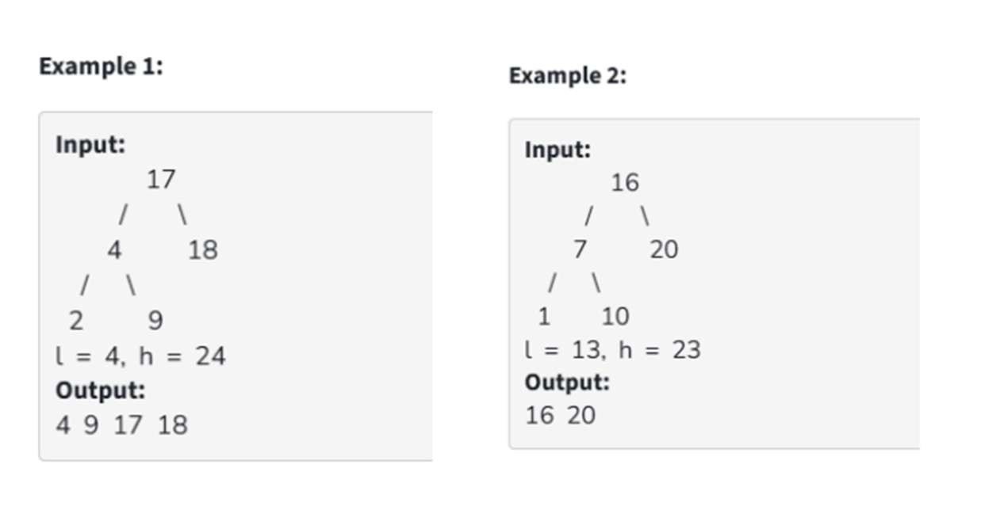 Example 1:
Input:
17
/ \
4 18
/ \
2 9
l = 4, h = 24
Output:
4 9 17 18
Example 2:
Input:
16
/ \
7 20
/ \
1 10
l = 13, h = 23
Output:
16 20